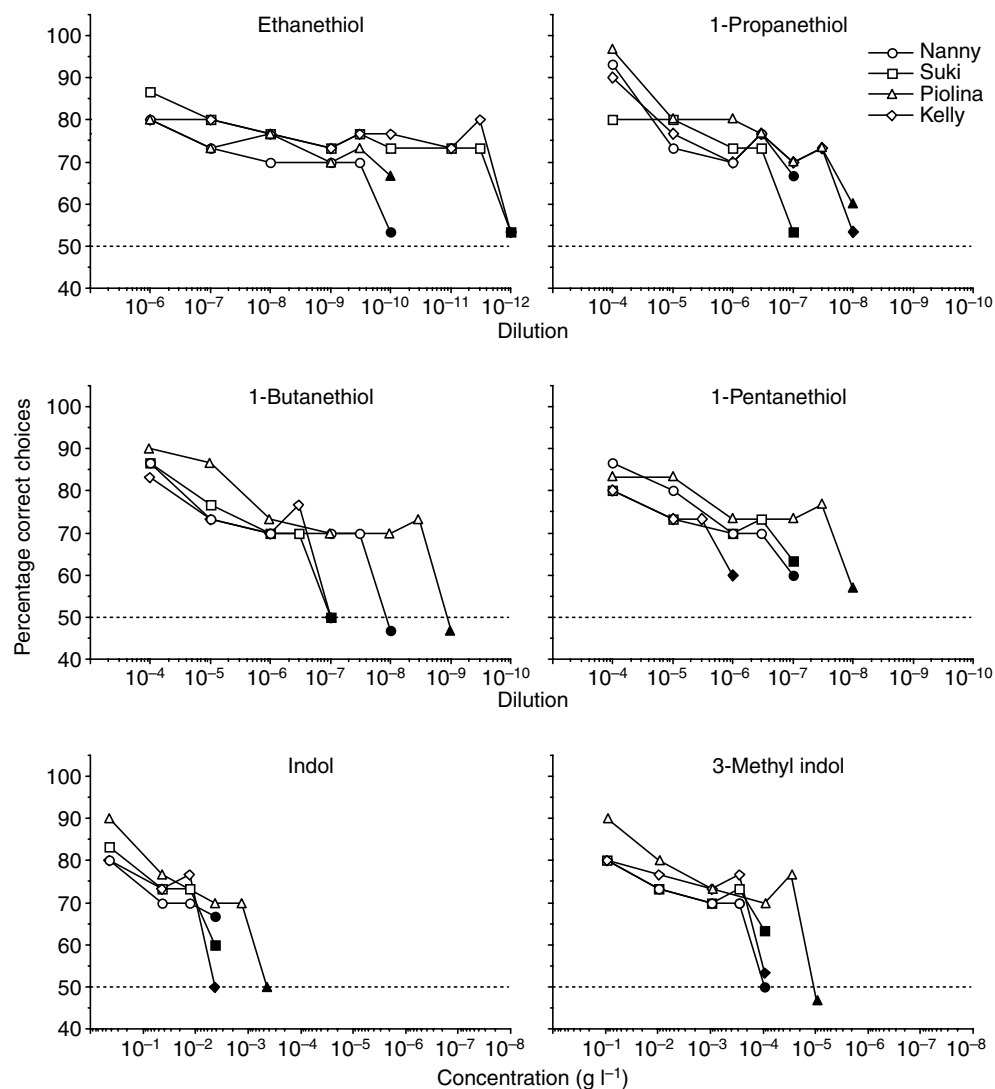 Ethanethiol
1-Propanethiol
Nanny
Suki
Piolina
Kelly
100
90
80
70
60
50
40
10⁻⁶ 10⁻⁷ 10⁻⁸ 10⁻⁹ 10⁻¹⁰ 10⁻¹¹ 10⁻¹²
Dilution
10⁻⁴ 10⁻⁵ 10⁻⁶ 10⁻⁷ 10⁻⁸ 10⁻⁹ 10⁻¹⁰
Dilution
Percentage correct choices
1-Butanethiol
1-Pentanethiol
100
90
80
70
60
50
40
10⁻⁴ 10⁻⁵ 10⁻⁶ 10⁻⁷ 10⁻⁸ 10⁻⁹ 10⁻¹⁰
Dilution
10⁻⁴ 10⁻⁵ 10⁻⁶ 10⁻⁷ 10⁻⁸ 10⁻⁹ 10⁻¹⁰
Dilution
Indol
3-Methyl indol
100
90
80
70
60
50
40
10⁻¹ 10⁻² 10⁻³ 10⁻⁴ 10⁻⁵ 10⁻⁶ 10⁻⁷ 10⁻⁸
10⁻¹ 10⁻² 10⁻³ 10⁻⁴ 10⁻⁵ 10⁻⁶ 10⁻⁷ 10⁻⁸
Concentration (g l⁻¹)